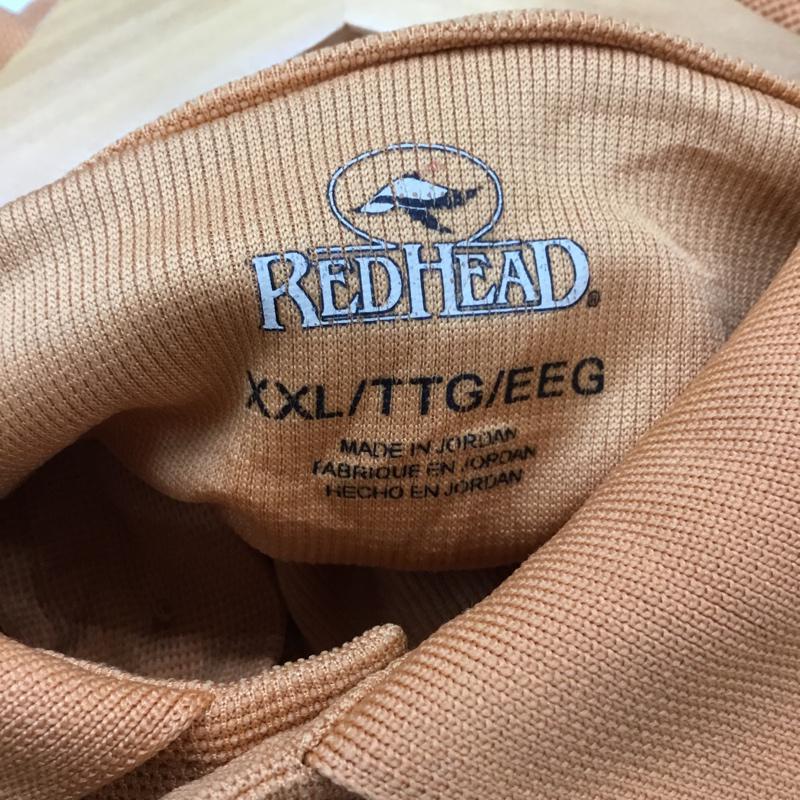 REDHEAD®
XXL/TTG/EEG
MADE IN JORDAN
FABRIQUE EN JORDAN
HECHO EN JORDAN